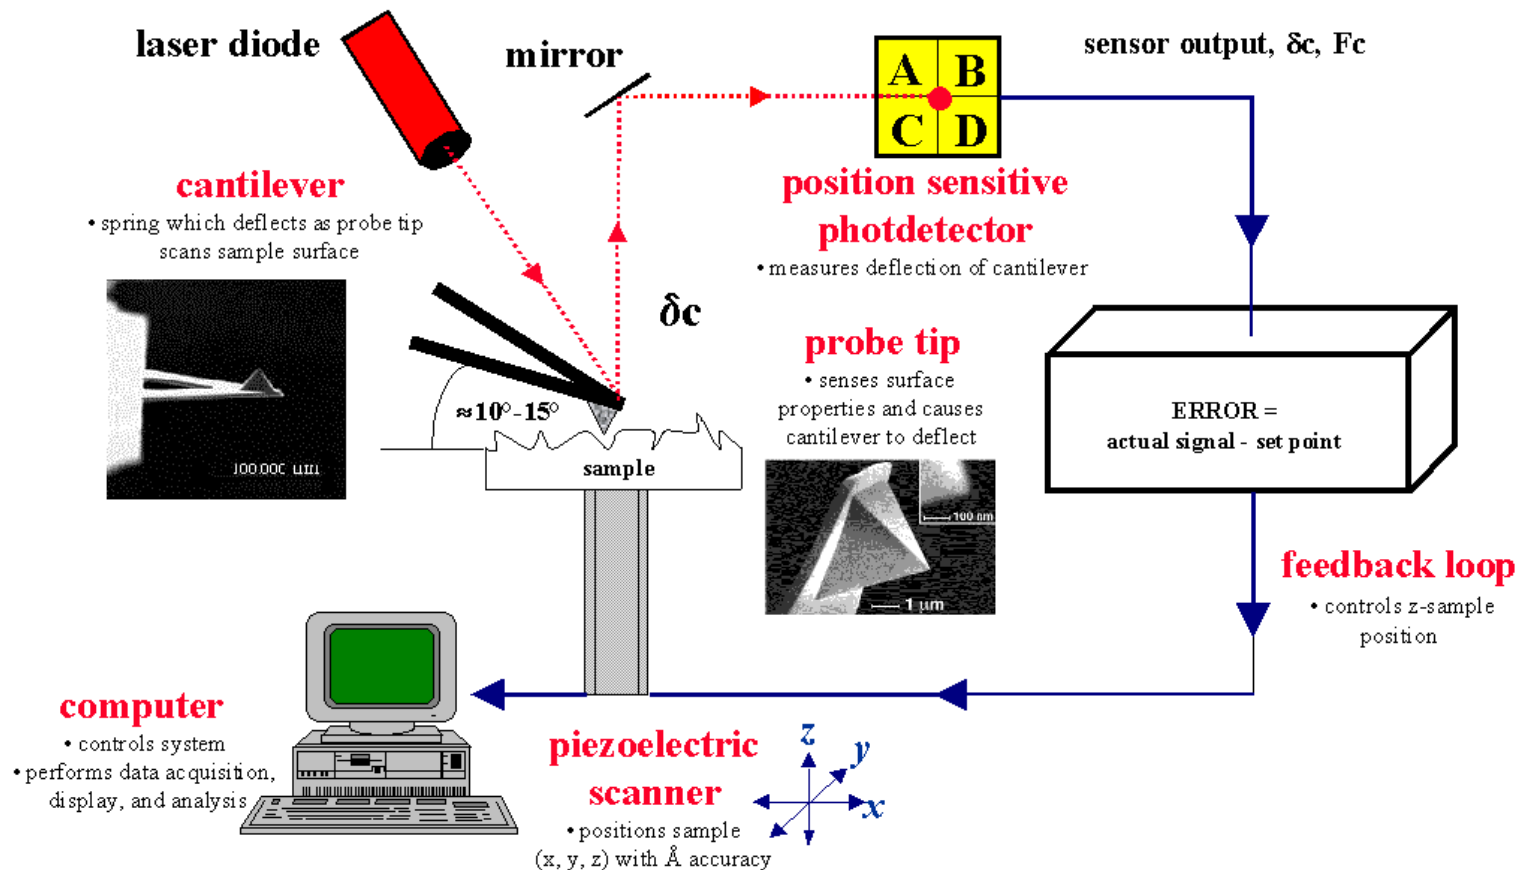 laser diode
mirror
A B
C D
sensor output, δc, Fc
cantilever
• spring which deflects as probe tip
scans sample surface
100.000 µm
δc
≈10°-15°
sample
position sensitive
photdetector
• measures deflection of cantilever
probe tip
• senses surface
properties and causes
cantilever to deflect
100 nm
1 µm
ERROR =
actual signal - set point
feedback loop
• controls z-sample
position
computer
• controls system
• performs data acquisition,
display, and analysis
piezoelectric
scanner
• positions sample
(x, y, z) with Å accuracy
z
y
x